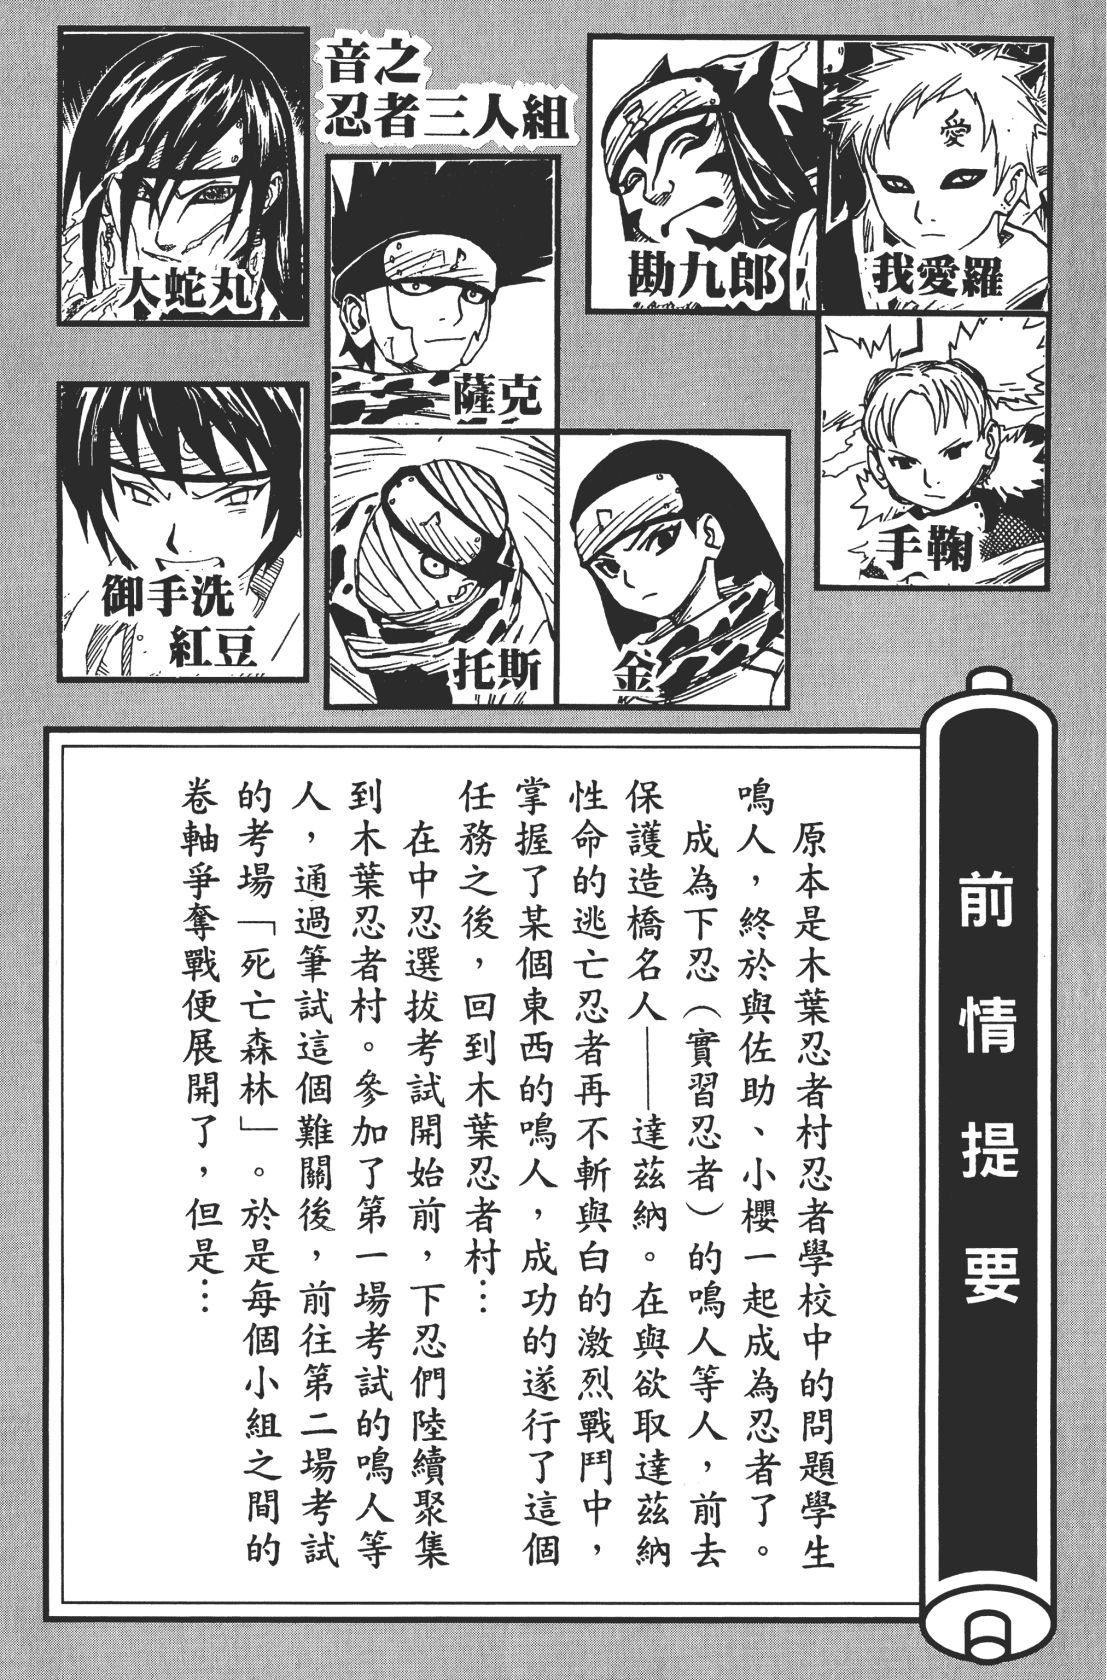 我愛羅
愛
勘九郎
手鞠
音之
忍者三人組
薩克
托斯
金
大蛇丸
御手洗
紅豆
前情提要
原本是木葉忍者村忍者學校中的問題學生
鳴人，終於與佐助、小櫻一起成為忍者了。
成為下忍（實習忍者）的鳴人等人，前去
保護造橋名人——達茲納。在與欲取達茲納
性命的逃亡忍者再不斬與白的激烈戰鬥中，
掌握了某個東西的鳴人，成功的遂行了這個
任務之後，回到木葉忍者村…
在中忍選拔考試開始前，下忍們陸續聚集
到木葉忍者村。參加了第一場考試的鳴人等
人，通過筆試這個難關後，前往第二場考試
的考場「死亡森林」。於是每個小組之間的
卷軸爭奪戰便展開了，但是…